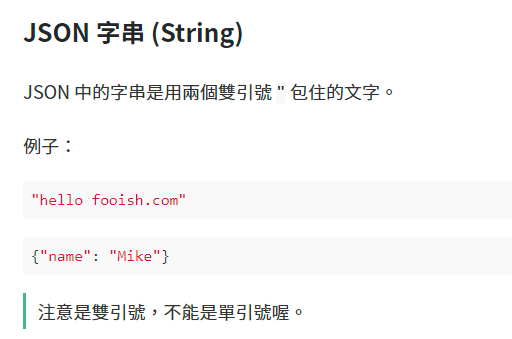 JSON 字串 (String)
JSON 中的字串是用兩個雙引號 " 包住的文字。
例子：
"hello fooish.com"
{"name": "Mike"}
注意是雙引號，不能是單引號喔。